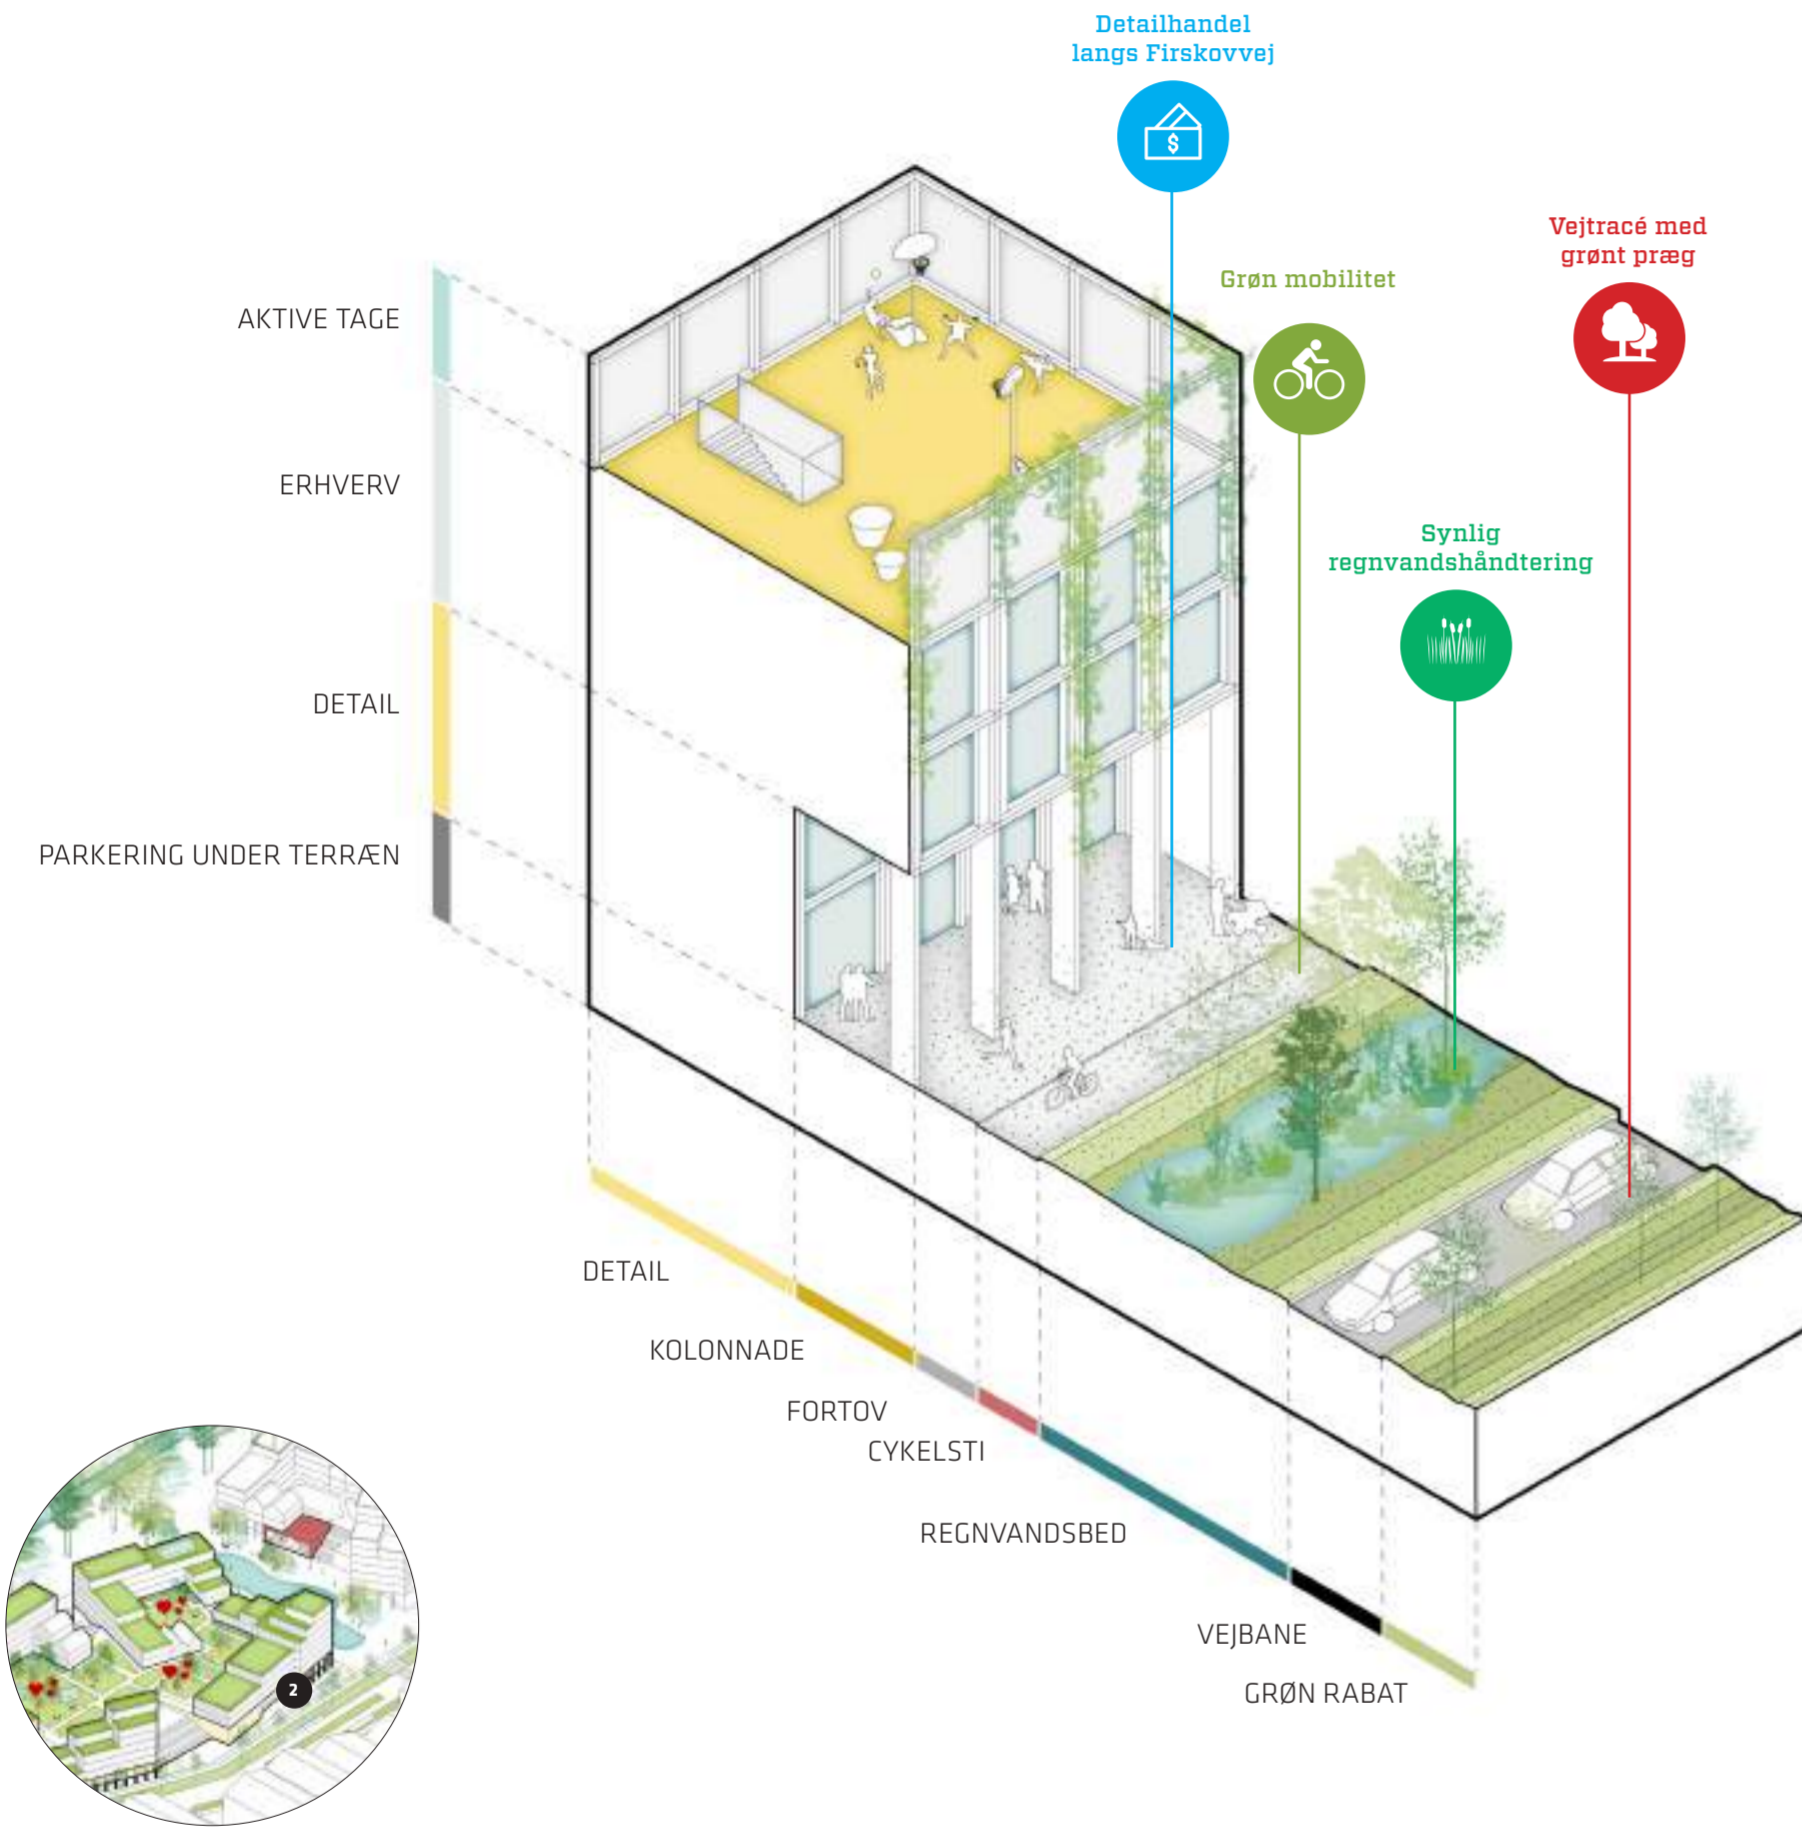 Detailhandel
langs Firskovvej
$
Vejtracé med
grønt præg
Grøn mobilitet
AKTIVE TAGE
ERHVERV
Synlig
regnvandshåndtering
DETAIL
PARKERING UNDER TERRÆN
DETAIL
KOLONNADE
FORTOV
CYKELSTI
REGNVANDSBED
VEJBANE
GRØN RABAT
2